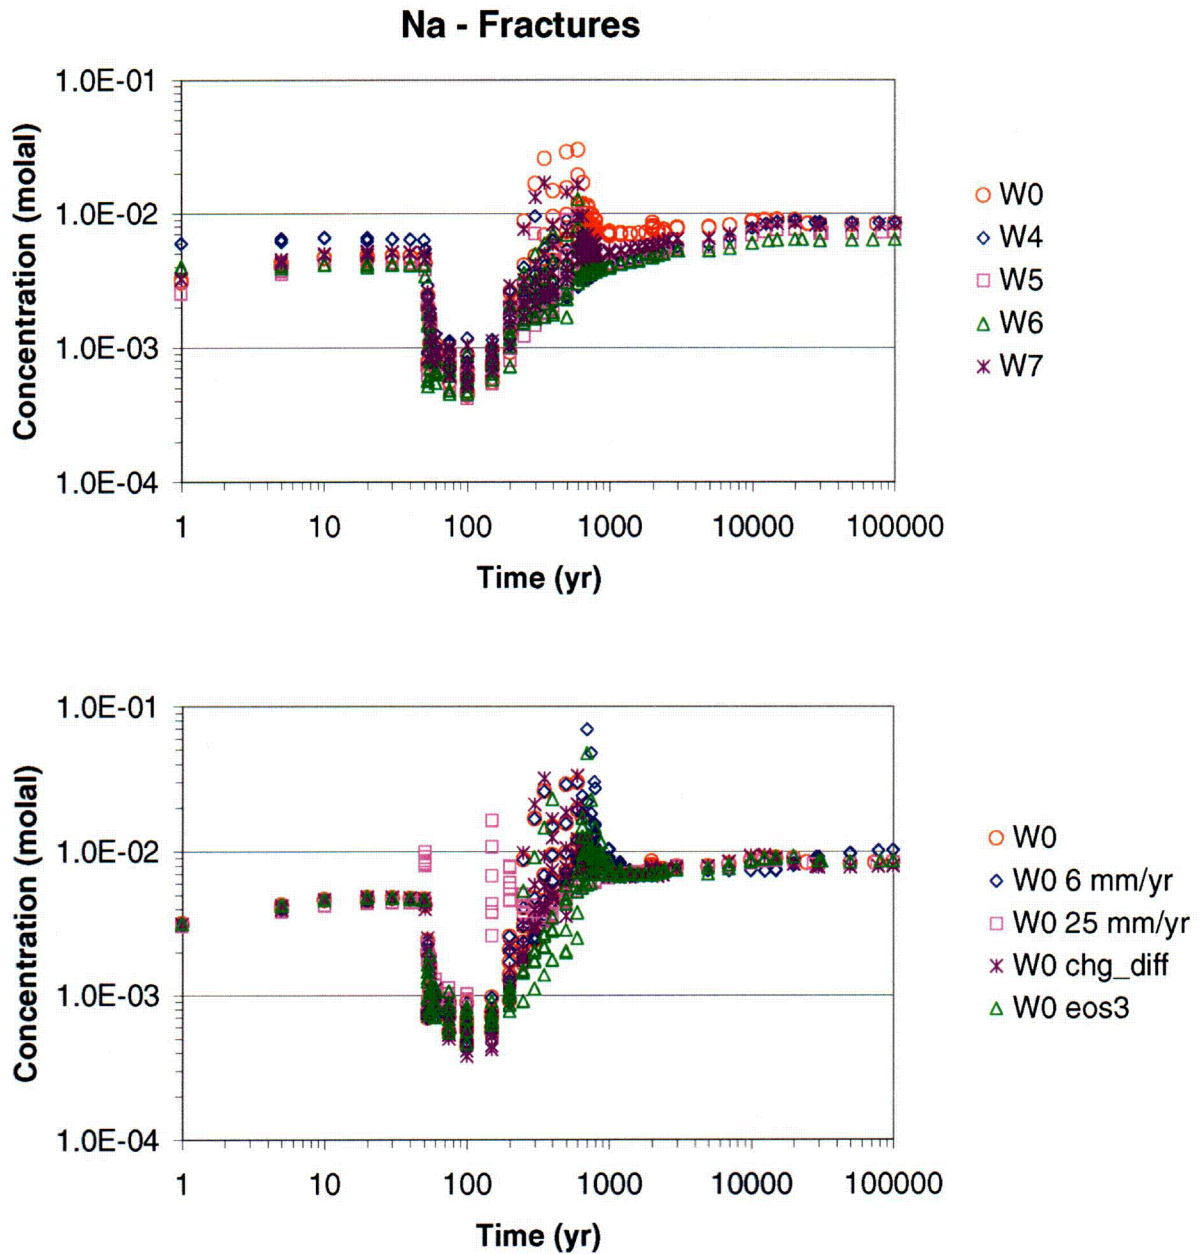 Na - Fractures
1.0E-01
1.0E-02
1.0E-03
1.0E-04
Concentration (molal)
1 10 100 1000 10000 100000
Time (yr)
W0
W4
W5
W6
W7
1.0E-01
1.0E-02
1.0E-03
1.0E-04
Concentration (molal)
1 10 100 1000 10000 100000
Time (yr)
W0
W0 6 mm/yr
W0 25 mm/yr
W0 chg_diff
W0 eos3